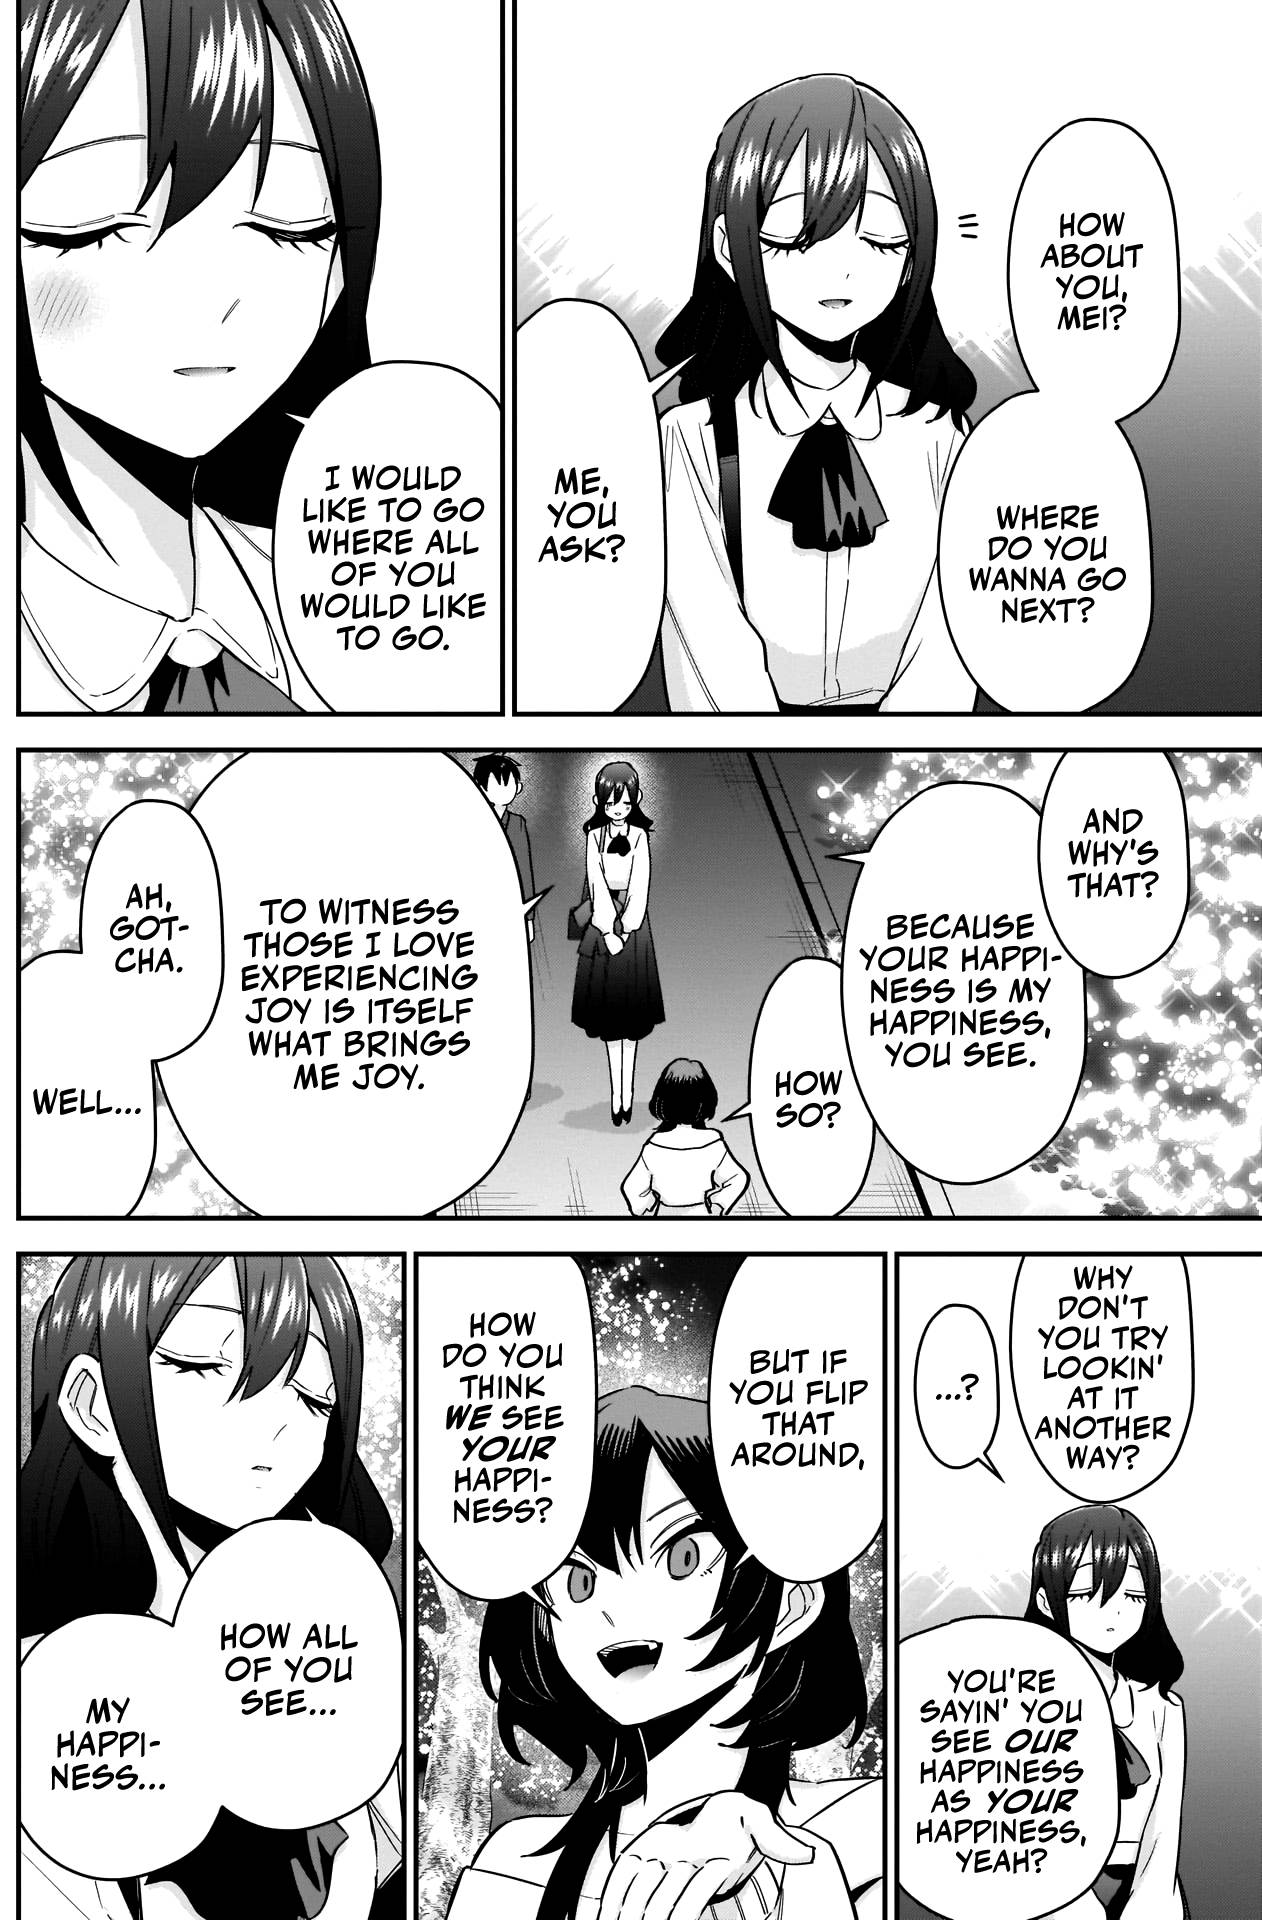 HOW
ABOUT
YOU,
MEI?
WHERE
DO YOU
WANNA GO
NEXT?
ME,
YOU
ASK?
I WOULD
LIKE TO GO
WHERE ALL
OF YOU
WOULD LIKE
TO GO.
AND
WHY'S
THAT?
BECAUSE
YOUR HAPPI-
NESS IS MY
HAPPINESS,
YOU SEE.
HOW
SO?
TO WITNESS
THOSE I LOVE
EXPERIENCING
JOY IS ITSELF
WHAT BRINGS
ME JOY.
AH,
GOT-
CHA.
WELL...
WHY
DON'T
YOU TRY
LOOKIN'
AT IT
ANOTHER
WAY?
...?
YOU'RE
SAYIN' YOU
SEE OUR
HAPPINESS
AS YOUR
HAPPINESS,
YEAH?
BUT IF
YOU FLIP
THAT
AROUND,
HOW
DO YOU
THINK
WE SEE
YOUR
HAPPI-
NESS?
HOW ALL
OF YOU
SEE...
MY
HAPPI-
NESS...